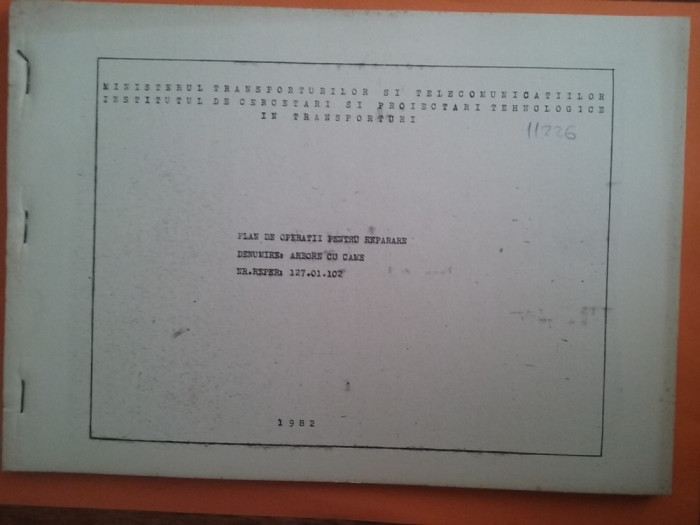 MINISTERUL TRANSPORTURILOR SI TELECOMUNICATIILOR
INSTITUTUL DE CERCETARI SI PROIECTARI TEHNOLOGICE
IN TRANSPORTURI
11226
PLAN DE OPERATII PENTRU REPARARE
DENUMIRE: ARBORE CU CAME
NR.REPER: 127.01.102
1982